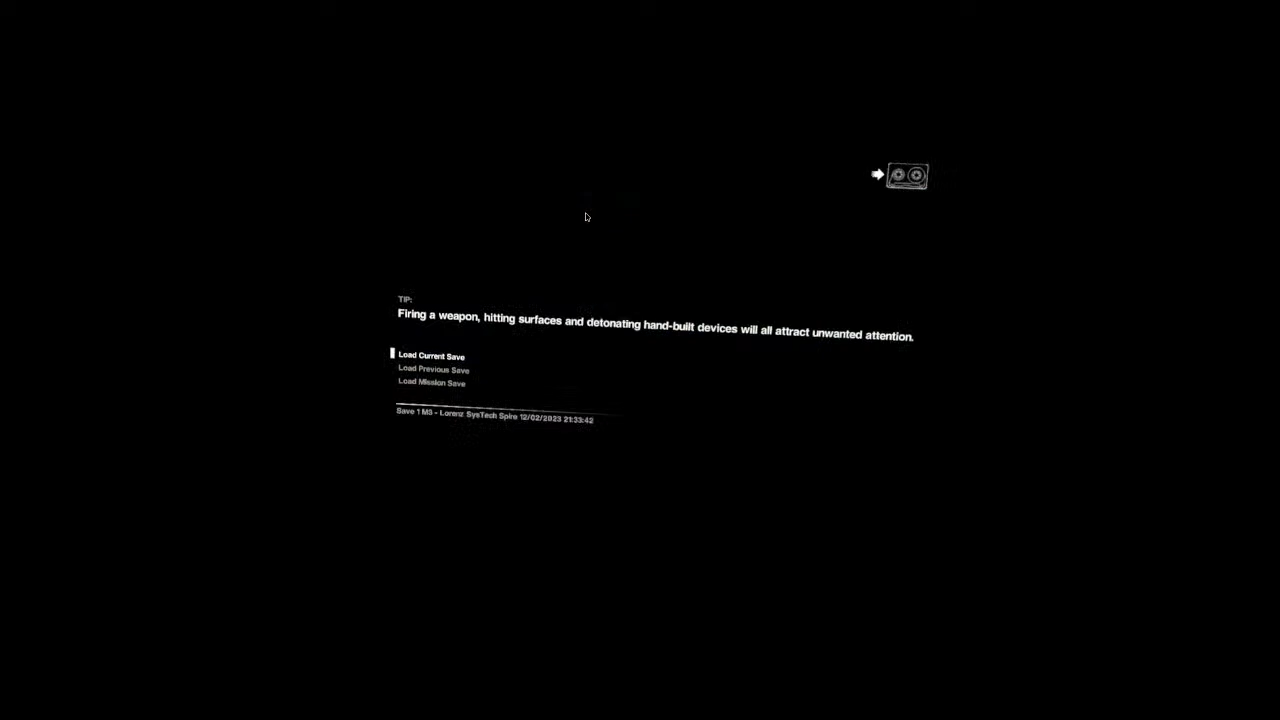 TIP:
Firing a weapon, hitting surfaces and detonating hand-built devices will all attract unwanted attention.
Load Current Save
Load Previous Save
Load Mission Save
Save 1 M3 - Lorenz SysTech Spire 12/02/2023 21:33:42